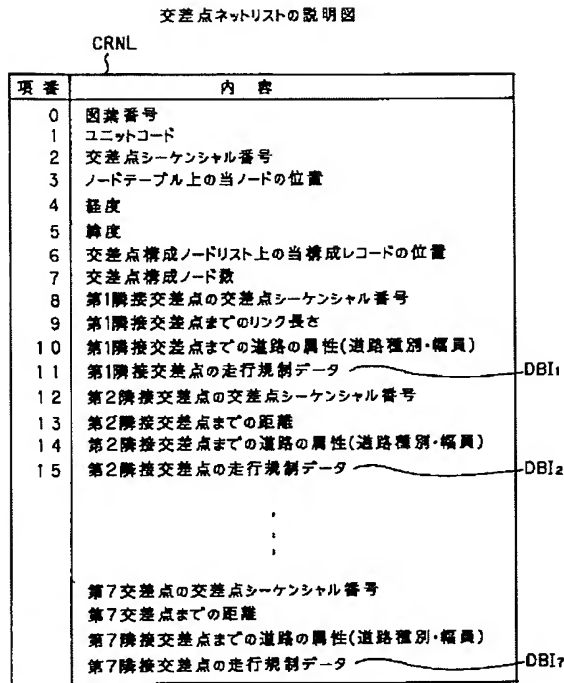 交差点ネットリストの説明図
CRNL
項番 内容
0 図葉番号
1 ユニットコード
2 交差点シーケンシャル番号
3 ノードテーブル上の当ノードの位置
4 経度
5 緯度
6 交差点構成ノードリスト上の当構成レコードの位置
7 交差点構成ノード数
8 第1隣接交差点の交差点シーケンシャル番号
9 第1隣接交差点までのリンク長さ
10 第1隣接交差点までの道路の属性(道路種別・幅員)
11 第1隣接交差点の走行規制データ DBI1
12 第2隣接交差点の交差点シーケンシャル番号
13 第2隣接交差点までの距離
14 第2隣接交差点までの道路の属性(道路種別・幅員)
15 第2隣接交差点の走行規制データ DBI2
第7交差点の交差点シーケンシャル番号
第7交差点までの距離
第7隣接交差点までの道路の属性(道路種別・幅員)
第7隣接交差点の走行規制データ DBI7